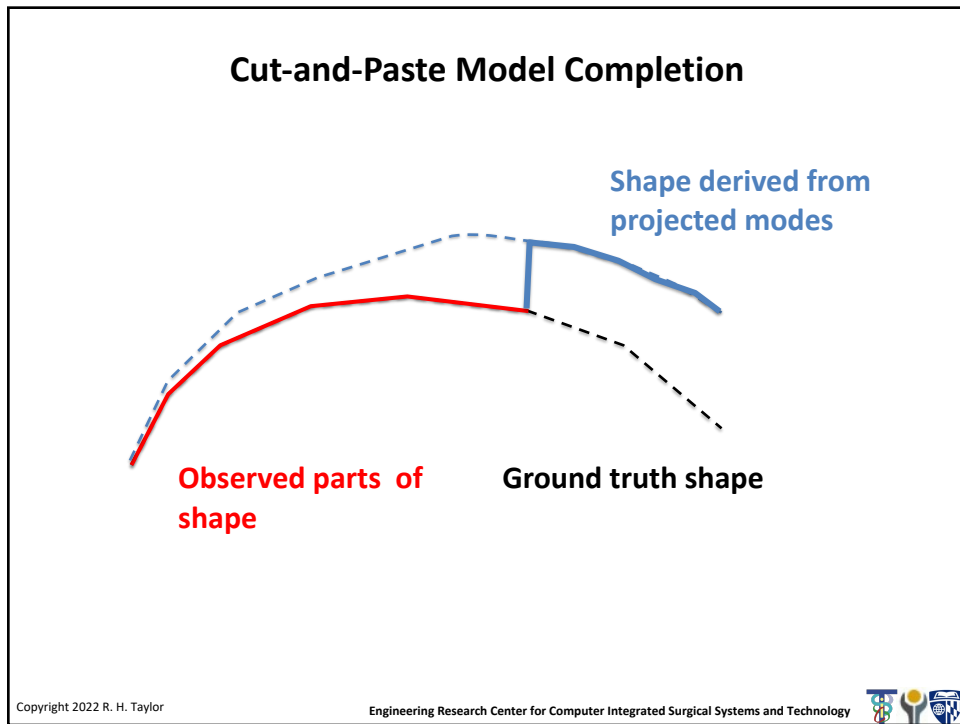 Cut-and-Paste Model Completion
Shape derived from
projected modes
Observed parts  of
shape
Ground truth shape
Copyright 2022 R. H. Taylor
Engineering Research Center for Computer Integrated Surgical Systems and Technology